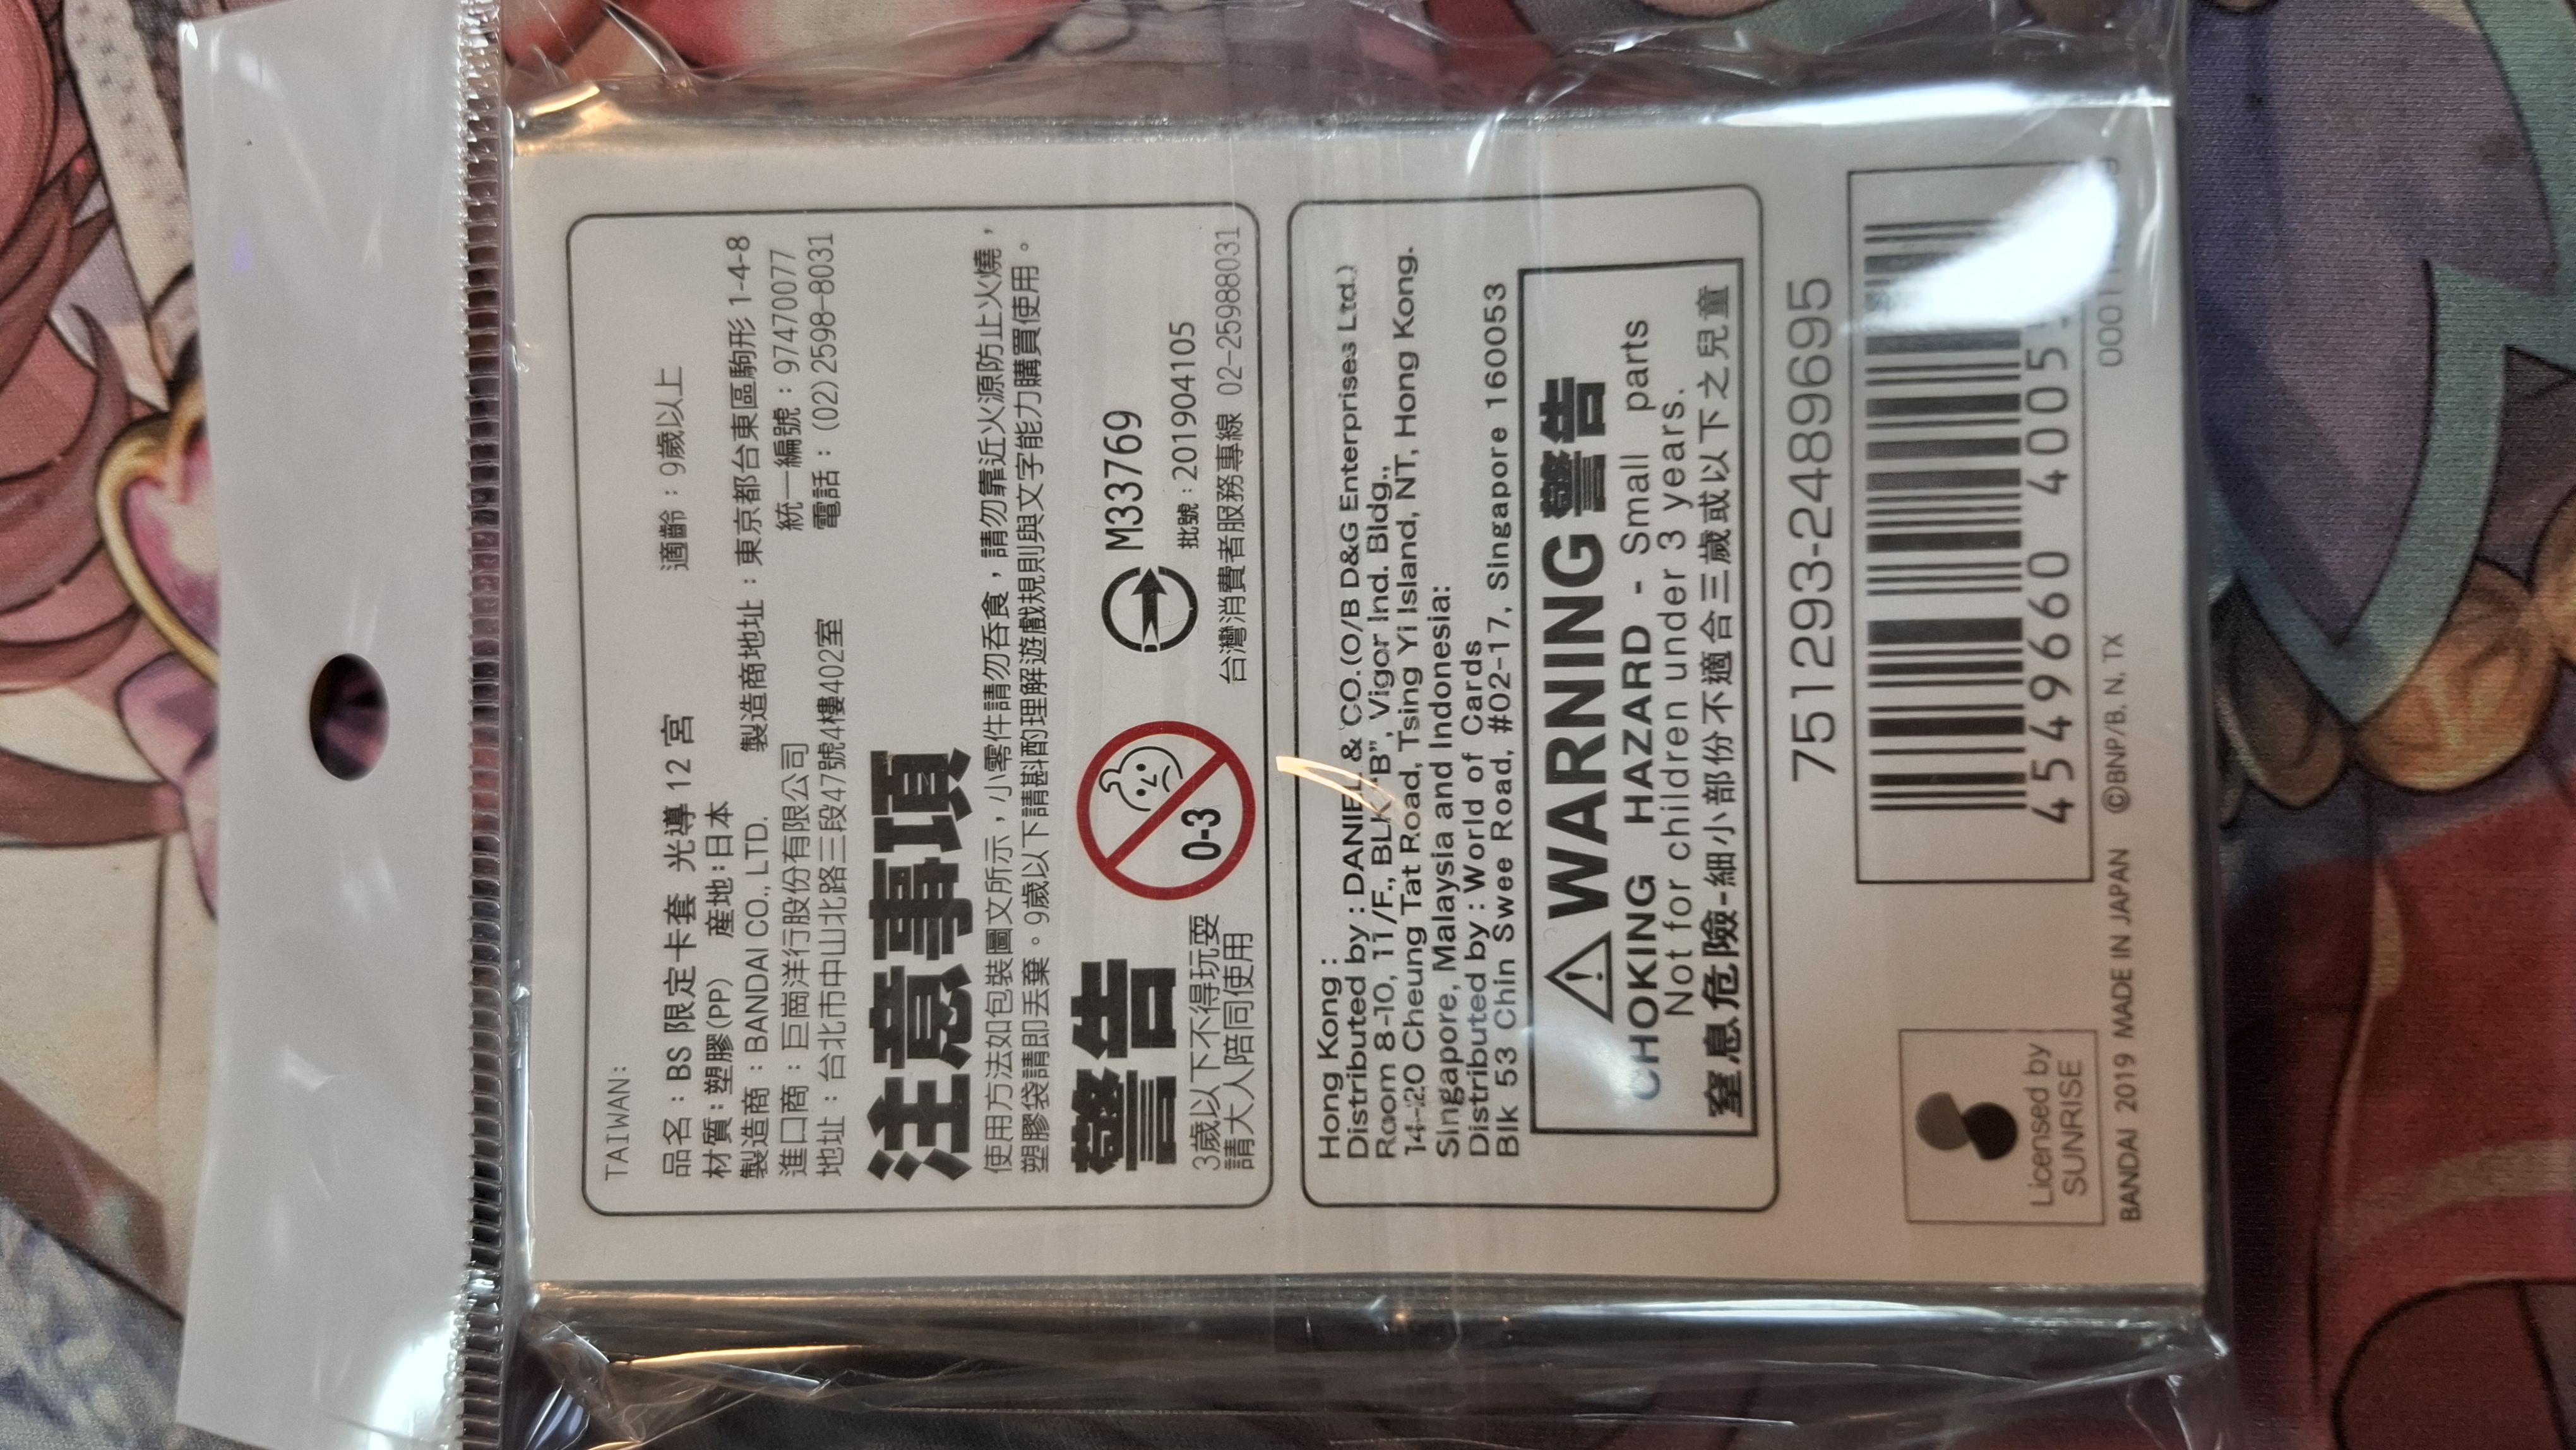 TAIWAN:
品名：BS 限定卡套 光導 12 宮 適齡：9歲以上
材質：塑膠(PP) 産地：日本
製造商：BANDAI CO., LTD. 製造商地址：東京都台東區駒形 1-4-8
進口商：巨崗洋行股份有限公司 統一編號：97470077
地址：台北市中山北路三段47號4樓402室 電話：(02)2598-8031
注意事項
使用方法如包裝圖文所示，小零件請勿吞食，請勿靠近火源防止火燒，
塑膠袋請即丟棄。9歲以下請斟酌理解遊戲規則與文字能力購買使用。
警告
0-3
M33769
3歲以下不得玩耍 批號：201904105
請大人陪同使用 台灣消費者服務專線 02-25988031
Hong Kong :
Distributed by : DANIEL & CO.(O/B D&G Enterprises Ltd.)
Room 8-10, 11/F., BLK "B", Vigor Ind. Bldg.,
14-20 Cheung Tat Road, Tsing Yi Island, NT, Hong Kong.
Singapore, Malaysia and Indonesia:
Distributed by : World of Cards
Blk 53 Chin Swee Road, #02-17, Singapore 160053
WARNING 警告
CHOKING HAZARD - Small parts
Not for children under 3 years.
窒息危險-細小部份不適合三歲或以下之兒童
751293-2489695
4549660 4005
Licensed by
SUNRISE
BANDAI 2019 MADE IN JAPAN ©BNP/B. N, TX